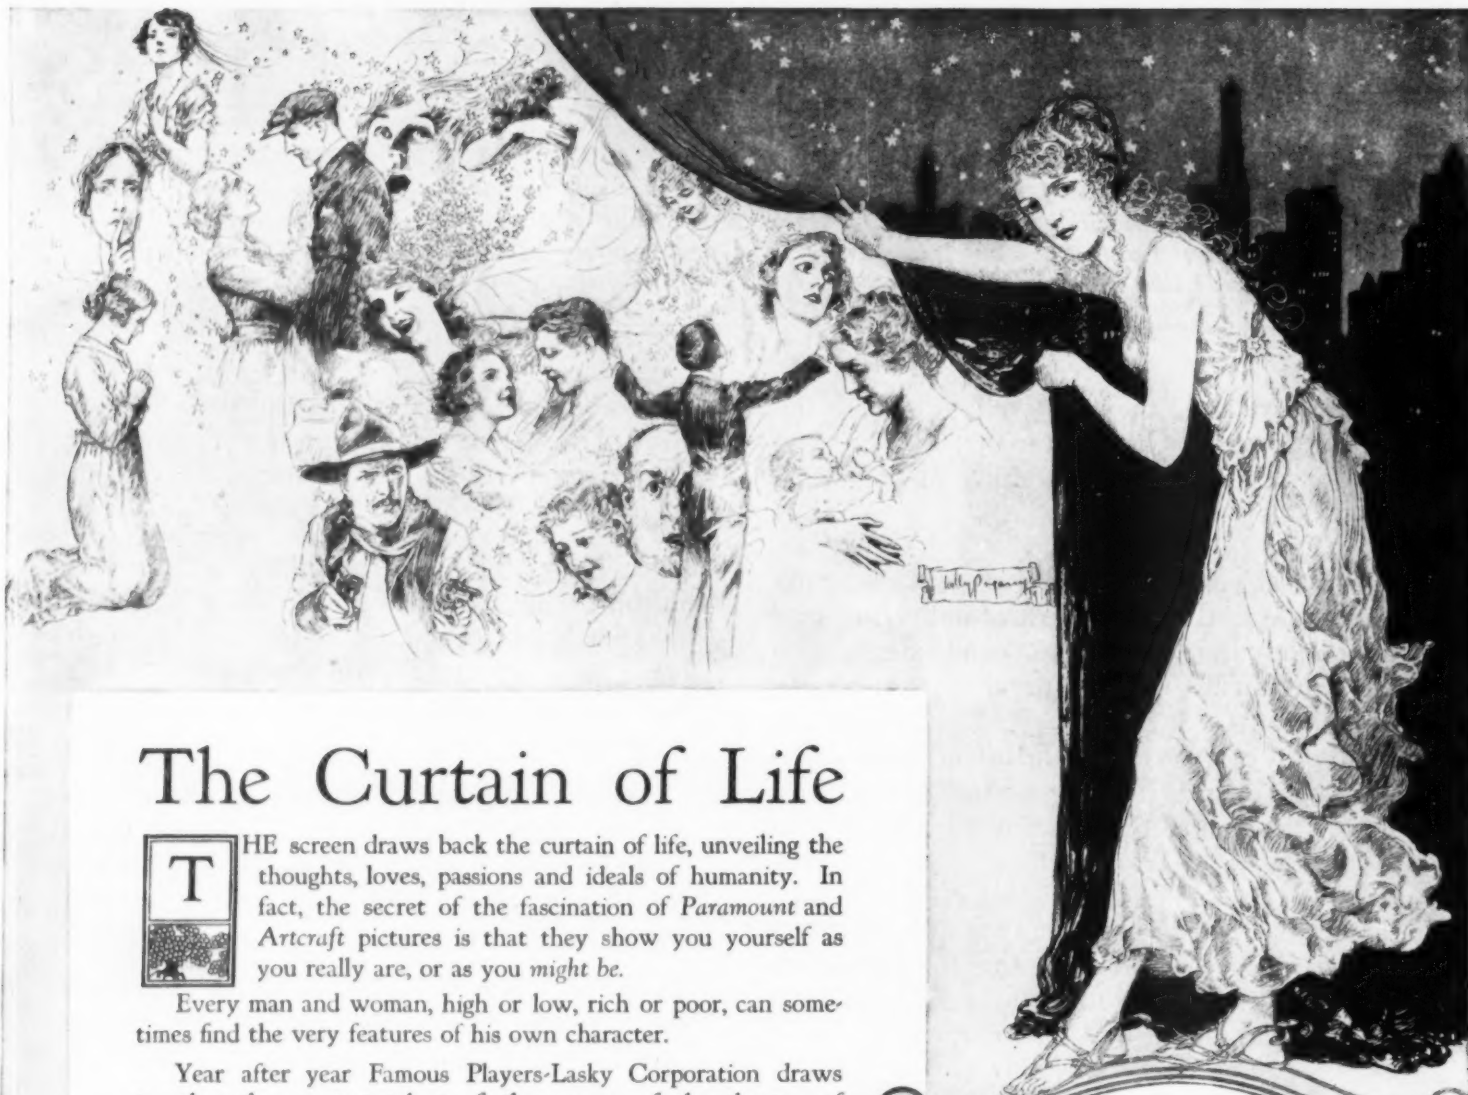 Willy Pogany
The Curtain of Life
THE screen draws back the curtain of life, unveiling the
thoughts, loves, passions and ideals of humanity. In
fact, the secret of the fascination of Paramount and
Artcraft pictures is that they show you yourself as
you really are, or as you might be.
Every man and woman, high or low, rich or poor, can some-
times find the very features of his own character.
Year after year Famous Players-Lasky Corporation draws